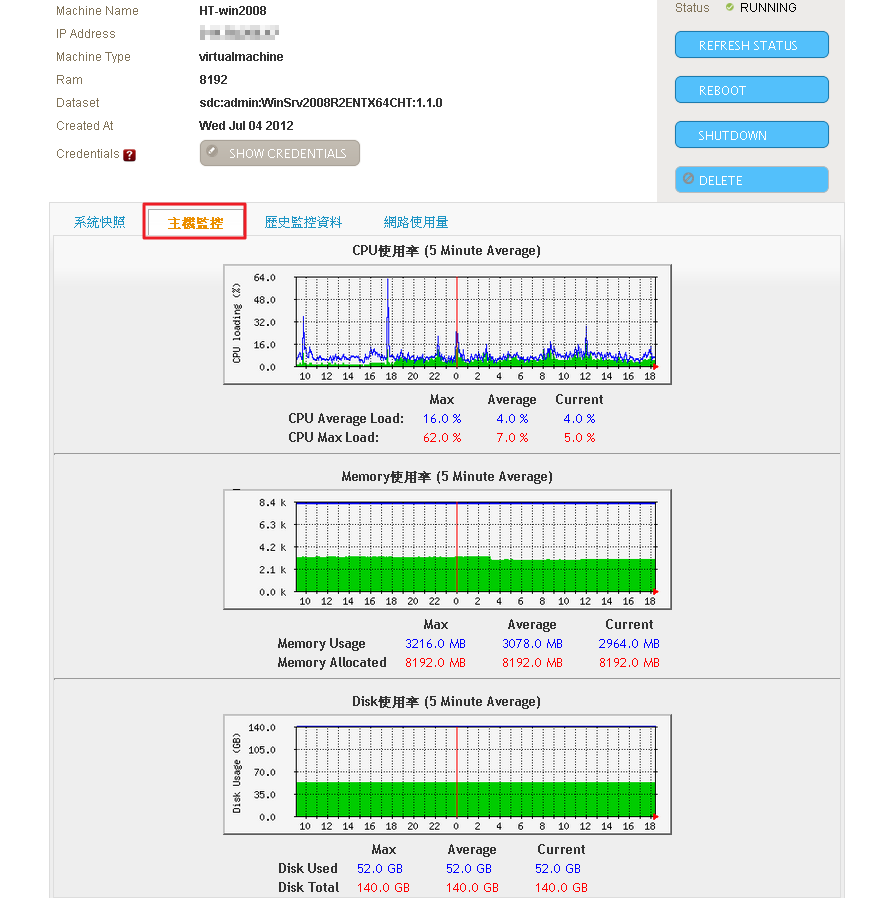 Machine Name HT-win2008
IP Address
Machine Type virtualmachine
Ram 8192
Dataset sdc:admin:WinSrv2008R2ENTX64CHT:1.1.0
Created At Wed Jul 04 2012
Credentials ? SHOW CREDENTIALS
Status RUNNING
REFRESH STATUS
REBOOT
SHUTDOWN
DELETE
系統快照 主機監控 歷史監控資料 網路使用量
CPU使用率 (5 Minute Average)
CPU loading (%)
64.0
48.0
32.0
16.0
0.0
10 12 14 16 18 20 22 0 2 4 6 8 10 12 14 16 18
Max Average Current
CPU Average Load: 16.0 % 4.0 % 4.0 %
CPU Max Load: 62.0 % 7.0 % 5.0 %
Memory使用率 (5 Minute Average)
8.4 k
6.3 k
4.2 k
2.1 k
0.0 k
10 12 14 16 18 20 22 0 2 4 6 8 10 12 14 16 18
Max Average Current
Memory Usage 3216.0 MB 3078.0 MB 2964.0 MB
Memory Allocated 8192.0 MB 8192.0 MB 8192.0 MB
Disk使用率 (5 Minute Average)
Disk Usage (GB)
140.0
105.0
70.0
35.0
0.0
10 12 14 16 18 20 22 0 2 4 6 8 10 12 14 16 18
Max Average Current
Disk Used 52.0 GB 52.0 GB 52.0 GB
Disk Total 140.0 GB 140.0 GB 140.0 GB